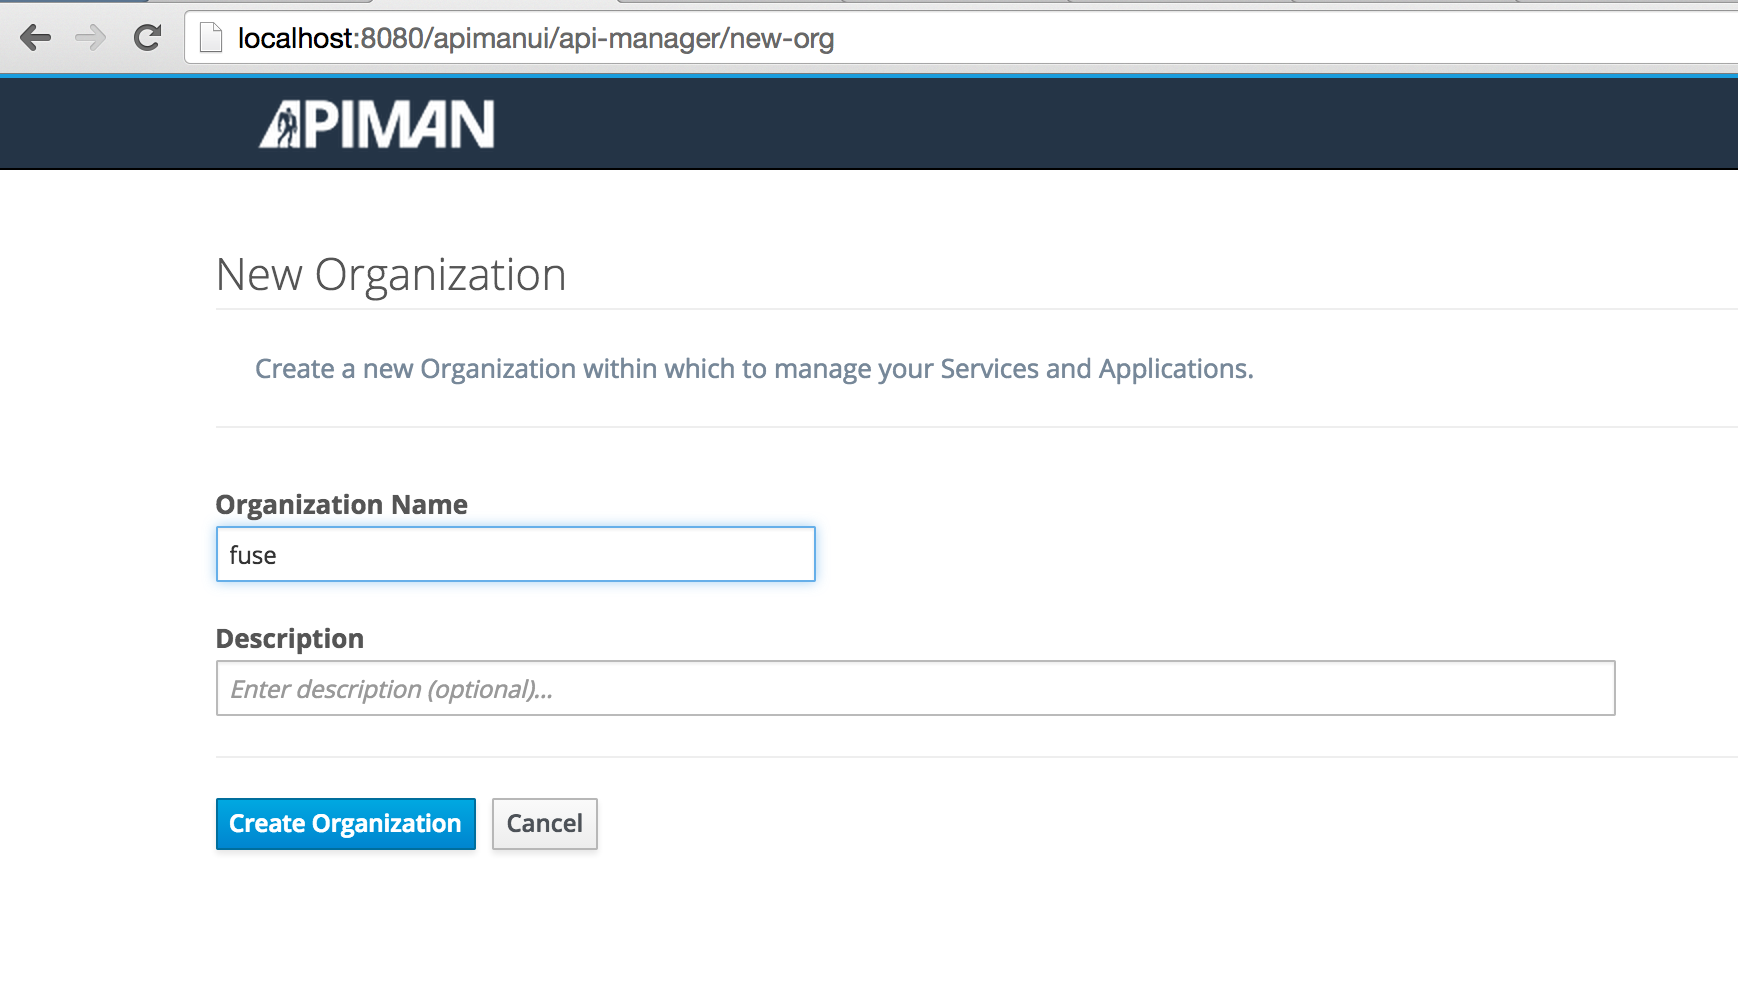 localhost:8080/apimanui/api-manager/new-org
APIMAN
New Organization
Create a new Organization within which to manage your Services and Applications.
Organization Name
fuse
Description
Enter description (optional)...
Create Organization
Cancel